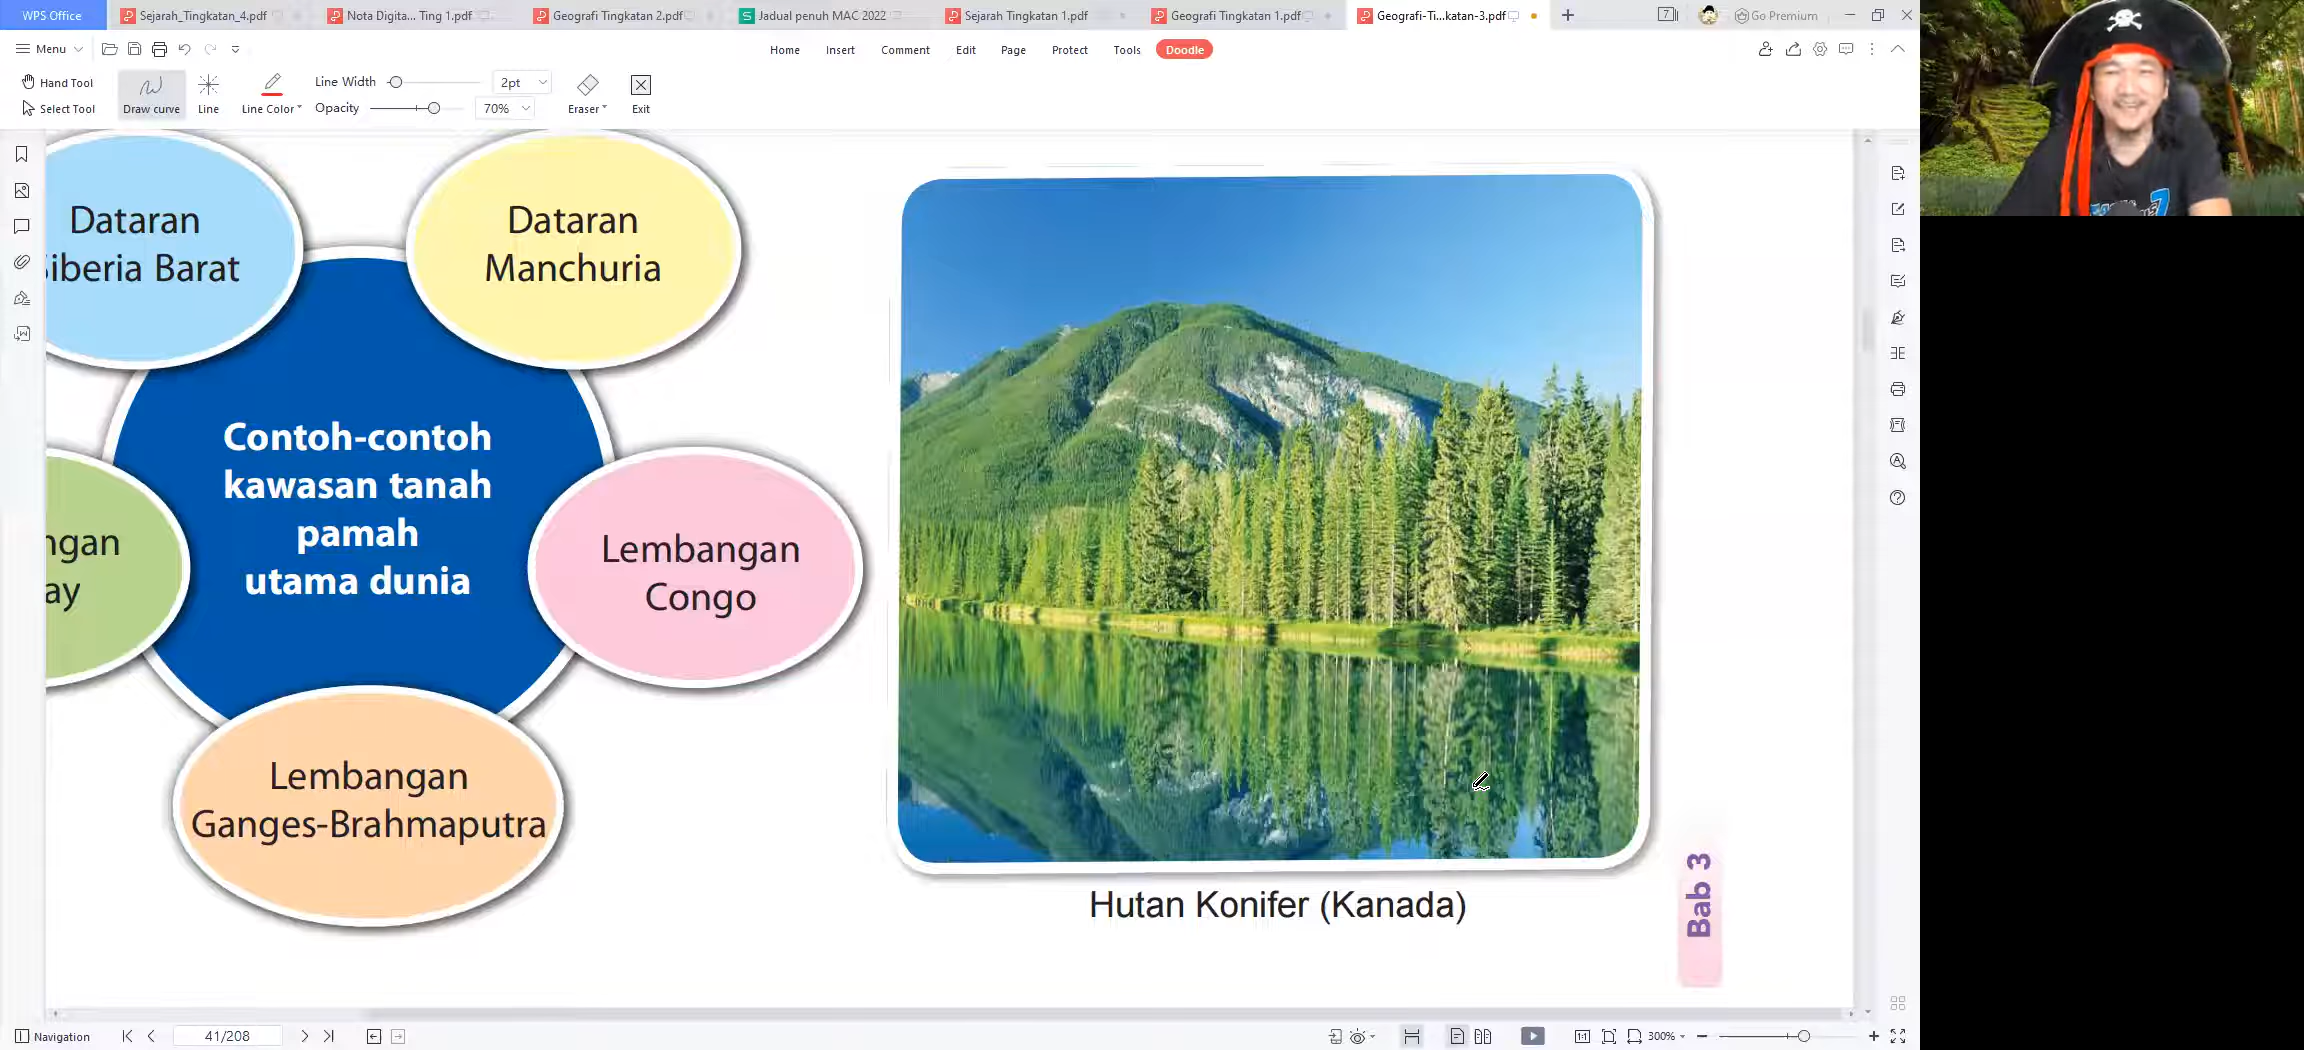 WPS Office
Sejarah_Tingkatan_4.pdf
Nota Digita... Ting 1.pdf
Geografi Tingkatan 2.pdf
Jadual penuh MAC 2022
Sejarah Tingkatan 1.pdf
Geografi Tingkatan 1.pdf
Geografi-Ti...katan-3.pdf
Go Premium
Menu
Home
Insert
Comment
Edit
Page
Protect
Tools
Doodle
Hand Tool
Select Tool
Draw curve
Line
Line Color
Line Width
2pt
Opacity
70%
Eraser
Exit
Dataran
Siberia Barat
Dataran
Manchuria
Contoh-contoh
kawasan tanah
pamah
utama dunia
ngan
ay
Lembangan
Congo
Lembangan
Ganges-Brahmaputra
Hutan Konifer (Kanada)
Bab 3
Navigation
41/208
1:1
300%